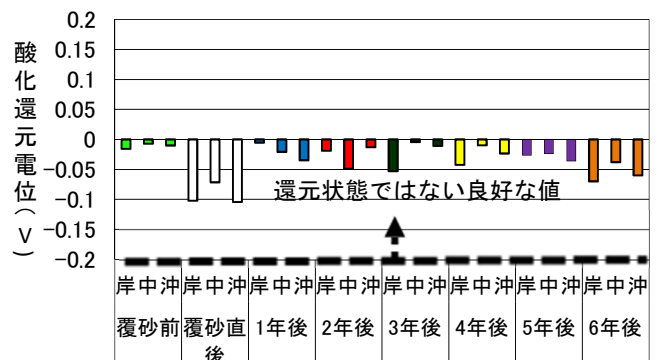 酸化還元電位(V)
0.2
0.15
0.1
0.05
0
-0.05
-0.1
-0.15
-0.2
還元状態ではない良好な値
岸 中 沖 岸 中 沖 岸 中 沖 岸 中 沖 岸 中 沖 岸 中 沖 岸 中 沖 岸 中 沖
覆砂前 覆砂直後 1年後 2年後 3年後 4年後 5年後 6年後